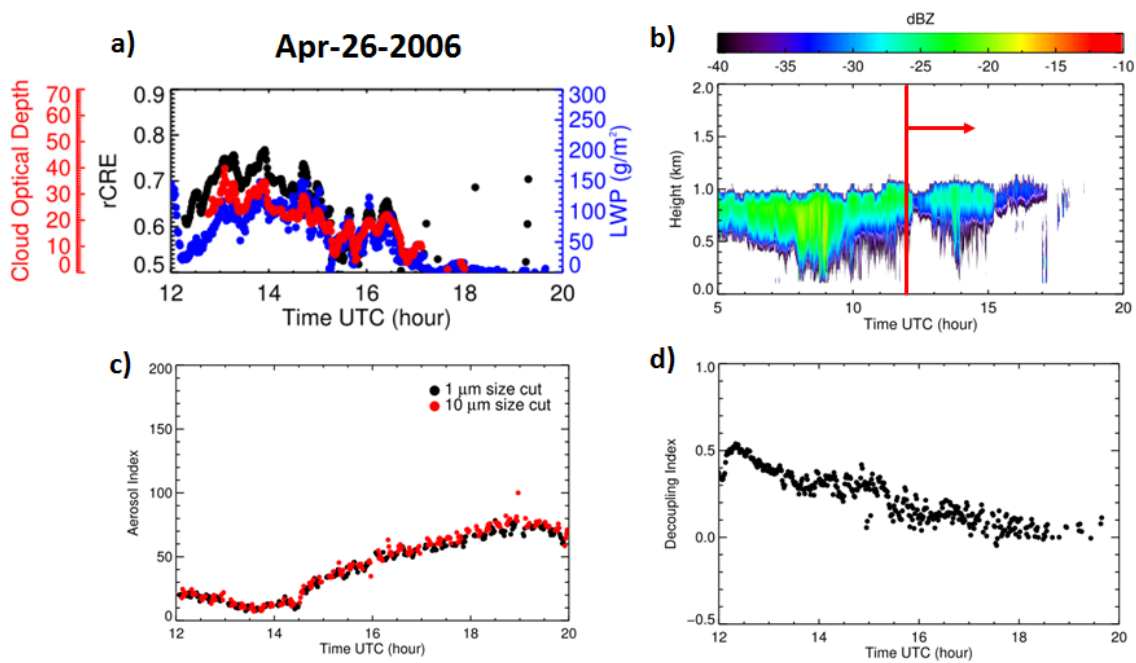 a)
Apr-26-2006
Cloud Optical Depth
70
60
50
40
30
20
10
0
rCRE
0.9
0.8
0.7
0.6
0.5
300
250
200
150
100
50
0
LWP (g/m²)
12 14 16 18 20
Time UTC (hour)
b)
dBZ
-40 -35 -30 -25 -20 -15 -10
Height (km)
2.0
1.5
1.0
0.5
0.0
5 10 15 20
Time UTC (hour)
c)
Aerosol Index
200
150
100
50
0
1 μm size cut
10 μm size cut
12 14 16 18 20
Time UTC (hour)
d)
Decoupling Index
1.0
0.5
0.0
−0.5
12 14 16 18 20
Time UTC (hour)